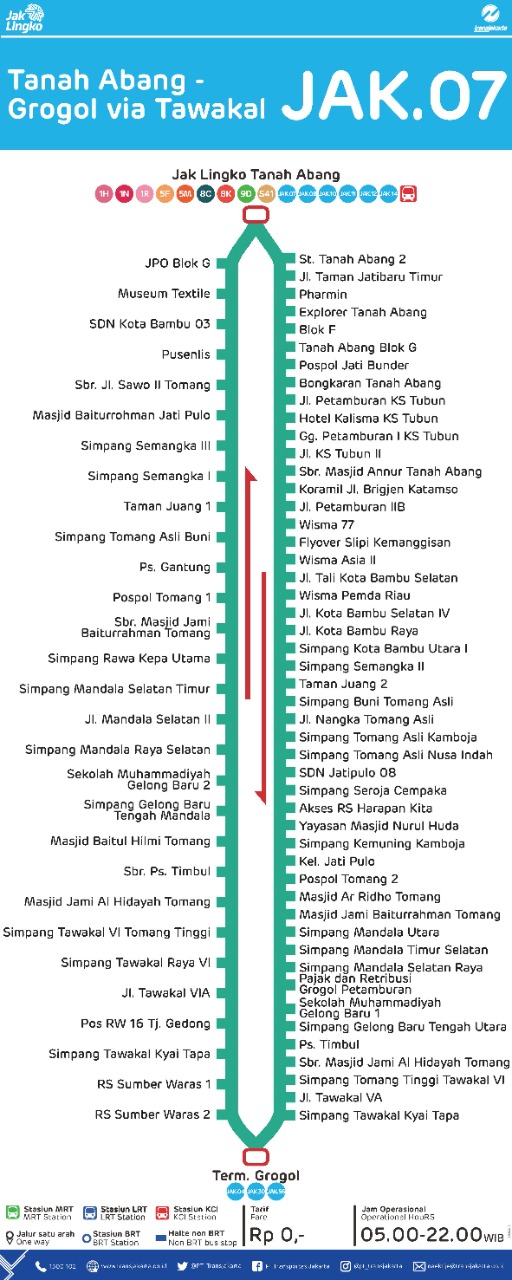 Jak
Lingko
transjakarta
Tanah Abang -
Grogol via Tawakal
JAK.07
Jak Lingko Tanah Abang
1H 1N 1R 5F 5M 8C 8K 9D S41 JAK.10 JAK.12 JAK.14
JPO Blok G
Museum Textile
SDN Kota Bambu 03
Pusenlis
Sbr. Jl. Sawo II Tomang
Masjid Baiturrohman Jati Pulo
Simpang Semangka III
Simpang Semangka I
Taman Juang 1
Simpang Tomang Asli Buni
Ps. Gantung
Pospol Tomang 1
Sbr. Masjid Jami
Baiturrahman Tomang
Simpang Rawa Kepa Utama
Simpang Mandala Selatan Timur
Jl. Mandala Selatan II
Simpang Mandala Raya Selatan
Sekolah Muhammadiyah
Gelong Baru 2
Simpang Gelong Baru
Tengah Mandala
Masjid Baitul Hilmi Tomang
Sbr. Ps. Timbul
Masjid Jami Al Hidayah Tomang
Simpang Tawakal VI Tomang Tinggi
Simpang Tawakal Raya VI
Jl. Tawakal VIA
Pos RW 16 Tj. Gedong
Simpang Tawakal Kyai Tapa
RS Sumber Waras 1
RS Sumber Waras 2
St. Tanah Abang 2
Jl. Taman Jatibaru Timur
Pharmin
Explorer Tanah Abang
Blok F
Tanah Abang Blok G
Pospol Jati Bunder
Bongkaran Tanah Abang
Jl. Petamburan KS Tubun
Hotel Kalisma KS Tubun
Gg. Petamburan I KS Tubun
Jl. KS Tubun II
Sbr. Masjid Annur Tanah Abang
Koramil Jl. Brigjen Katamso
Jl. Petamburan IIB
Wisma 77
Flyover Slipi Kemanggisan
Wisma Asia II
Jl. Tali Kota Bambu Selatan
Wisma Pemda Riau
Jl. Kota Bambu Selatan IV
Jl. Kota Bambu Raya
Simpang Kota Bambu Utara I
Simpang Semangka II
Taman Juang 2
Simpang Buni Tomang Asli
Jl. Nangka Tomang Asli
Simpang Tomang Asli Kamboja
Simpang Tomang Asli Nusa Indah
SDN Jatipulo 08
Simpang Seroja Cempaka
Akses RS Harapan Kita
Yayasan Masjid Nurul Huda
Simpang Kemuning Kamboja
Kel. Jati Pulo
Pospol Tomang 2
Masjid Ar Ridho Tomang
Masjid Jami Baiturrahman Tomang
Simpang Mandala Utara
Simpang Mandala Timur Selatan
Simpang Mandala Selatan Raya
Pajak dan Retribusi
Grogol Petamburan
Sekolah Muhammadiyah
Gelong Baru 1
Simpang Gelong Baru Tengah Utara
Ps. Timbul
Sbr. Masjid Jami Al Hidayah Tomang
Simpang Tomang Tinggi Tawakal VI
Jl. Tawakal VA
Simpang Tawakal Kyai Tapa
Term. Grogol
Stasiun MRT
MRT Station
Stasiun LRT
LRT Station
Stasiun KCI
KCI Station
Jalur satu arah
One way
Stasiun BRT
BRT Station
Halte non BRT
Non BRT bus stop
Tarif
Fare
Rp 0,-
Jam Operasional
Operational HouRS
05.00-22.00 WIB
1500 102
www.transjakarta.co.id
@PT_Transjakarta
PT Transportasi Jakarta
@pt_transjakarta